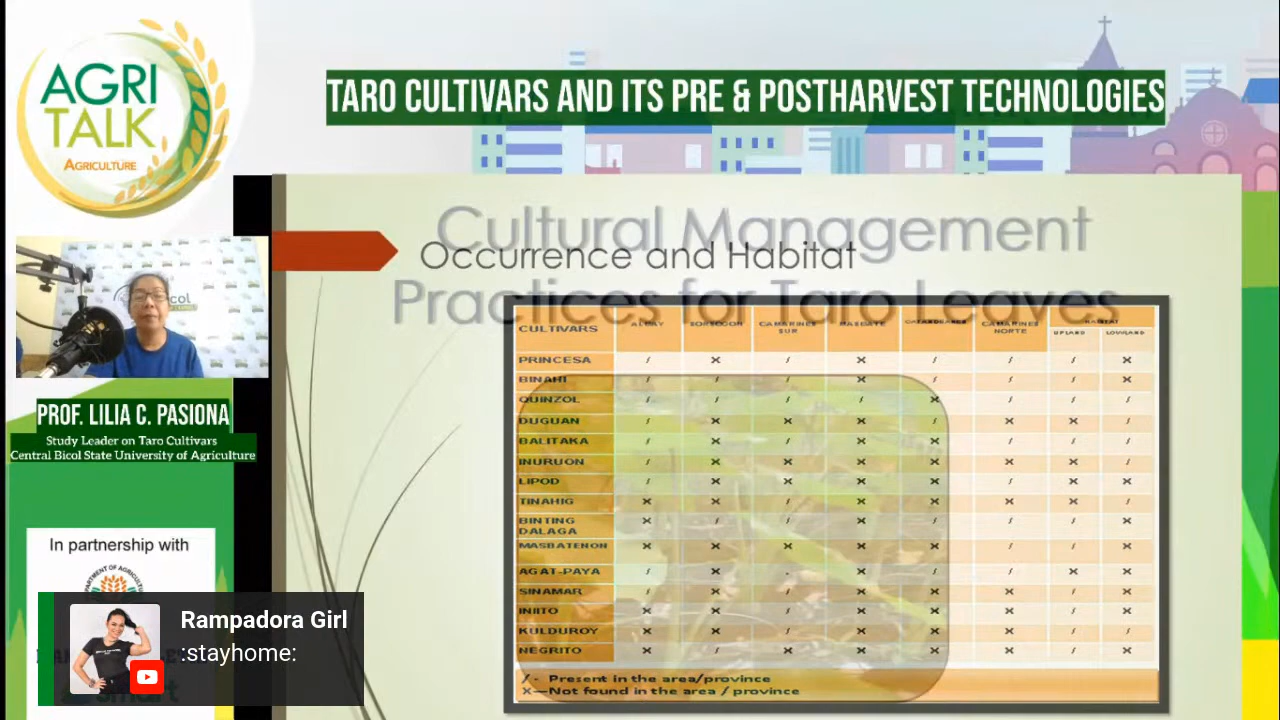 AGRI
TALK
AGRICULTURE
TARO CULTIVARS AND ITS PRE & POSTHARVEST TECHNOLOGIES
Cultural Management
Practices for Taro Leaves
Occurrence and Habitat
CULTIVARS ALBAY SORSOGON CAMARINES SUR MASBATE CATANDUANES CAMARINES NORTE HABITAT
UPLAND LOWLAND
PRINCESA / X / X / / / X
BINAHI / / / X / / / X
QUINZOL / / / / X / / /
DUGUAN / X X X / X X /
BALITAKA / X / X X / / /
INURUON / X X X X X X /
LIPOD / X X X X / X X
TINAHIG X X / X X X X /
BINTING DALAGA X / / X X / / X
MASBATENON X X X X X / / X
AGAT-PAYA / X - X / / X X
SINAMAR / X X X X X / X
INIITO X X / X X X / X
KULDUROY X X / X X X / /
NEGRITO X / X X X X / X
/ - Present in the area/province
X—Not found in the area / province
PROF. LILIA C. PASIONA
Study Leader on Taro Cultivars
Central Bicol State University of Agriculture
In partnership with
Rampadora Girl
:stayhome: